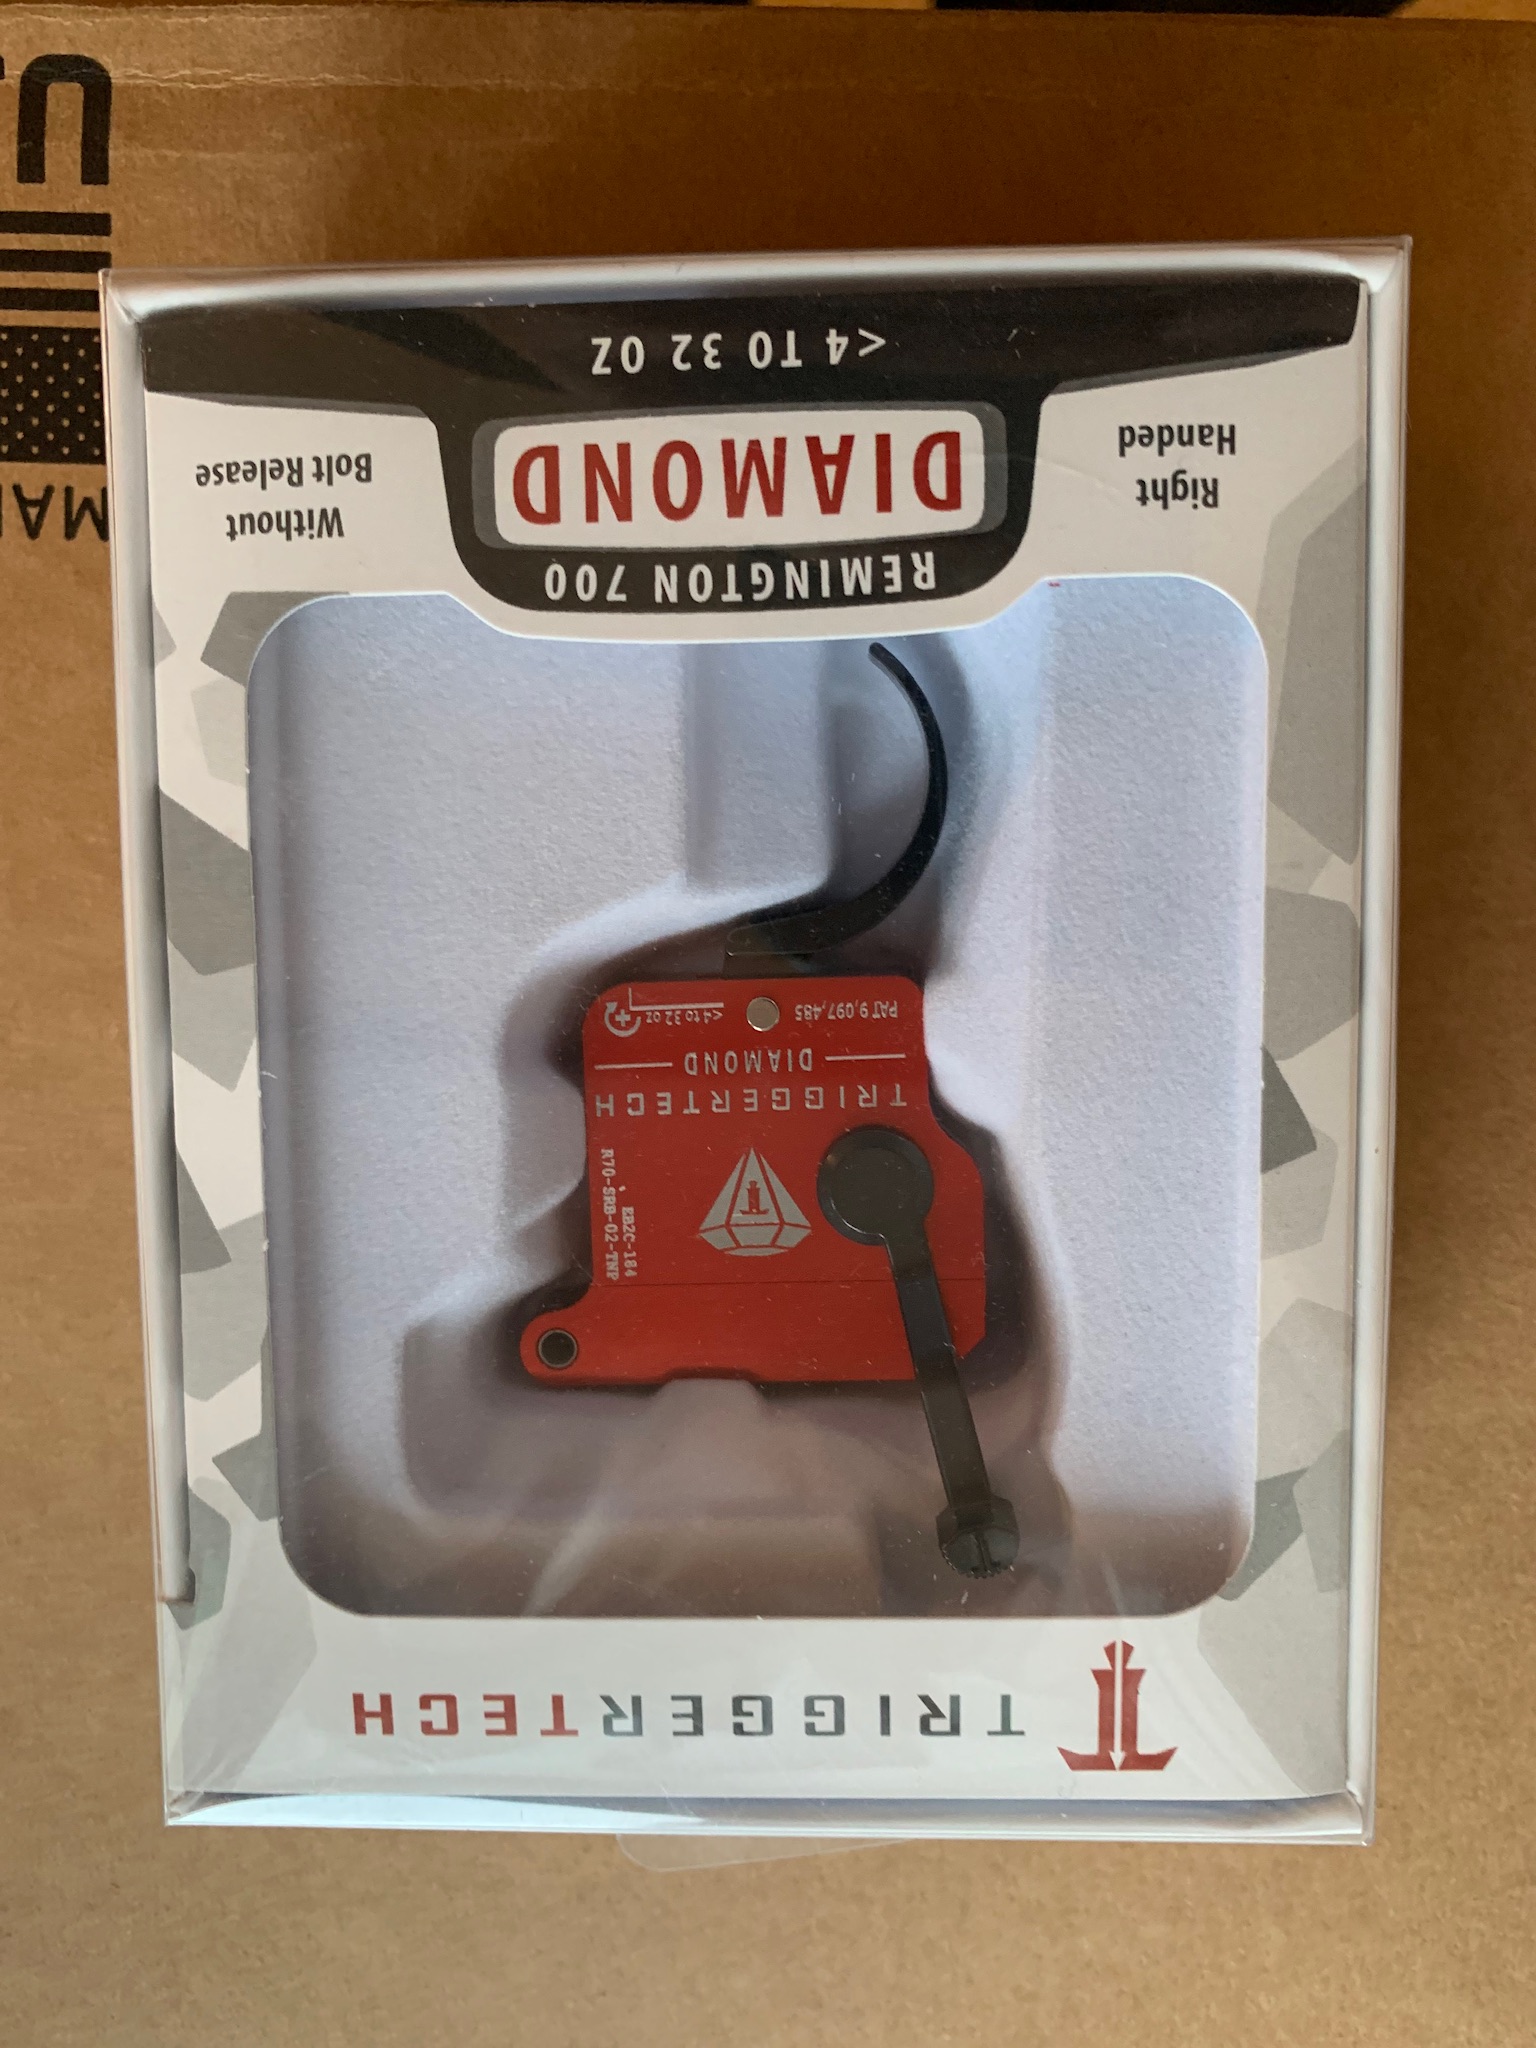 TRIGGERTECH
R70-SRB-02-TNP
EB2C-184
TRIGGERTECH
DIAMOND
PAT 9,097,485
<4 to 32 oz
REMINGTON 700
DIAMOND
<4 TO 32 OZ
Right
Handed
Without
Bolt Release